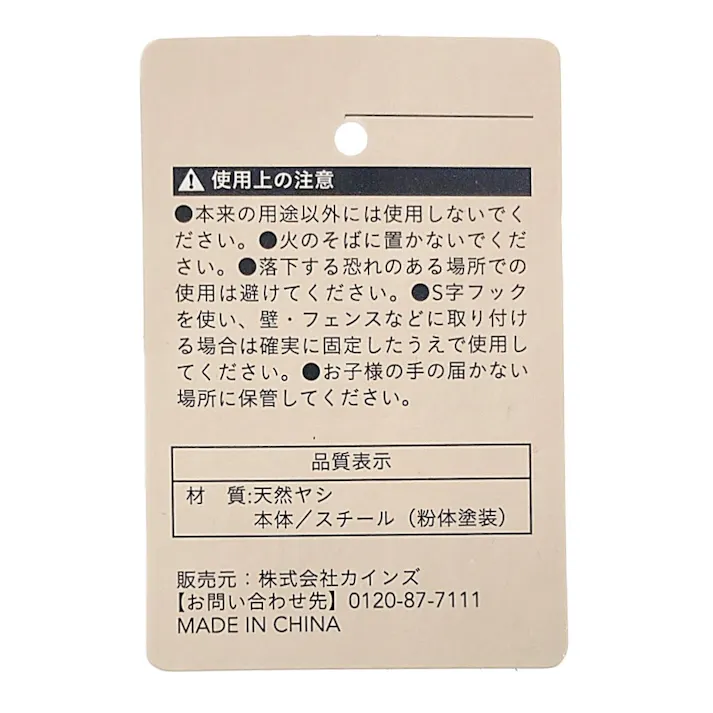 ⚠使用上の注意
●本来の用途以外には使用しないでく
ださい。●火のそばに置かないでくだ
さい。●落下する恐れのある場所での
使用は避けてください。●S字フック
を使い、壁・フェンスなどに取り付け
る場合は確実に固定したうえで使用し
てください。●お子様の手の届かない
場所に保管してください。
品質表示
材　質:天然ヤシ
本体／スチール（粉体塗装）
販売元：株式会社カインズ
【お問い合わせ先】0120-87-7111
MADE IN CHINA